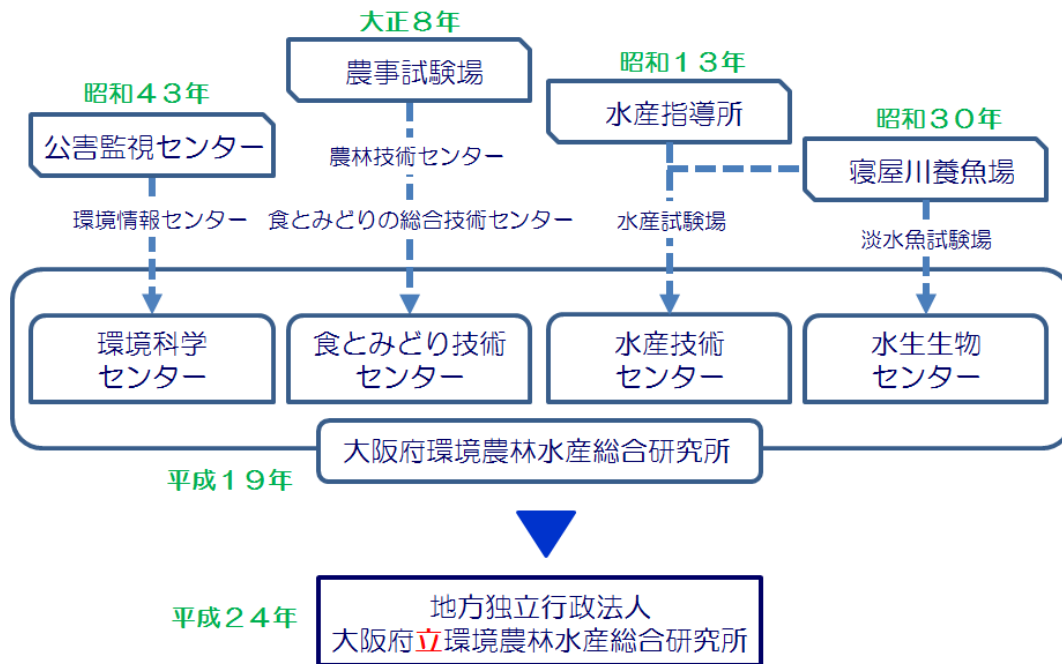 大正8年
農事試験場
昭和43年
公害監視センター
昭和13年
水産指導所
昭和30年
寝屋川養魚場
農林技術センター
環境情報センター
食とみどりの総合技術センター
水産試験場
淡水魚試験場
環境科学
センター
食とみどり技術
センター
水産技術
センター
水生生物
センター
大阪府環境農林水産総合研究所
平成19年
平成24年
地方独立行政法人
大阪府立環境農林水産総合研究所